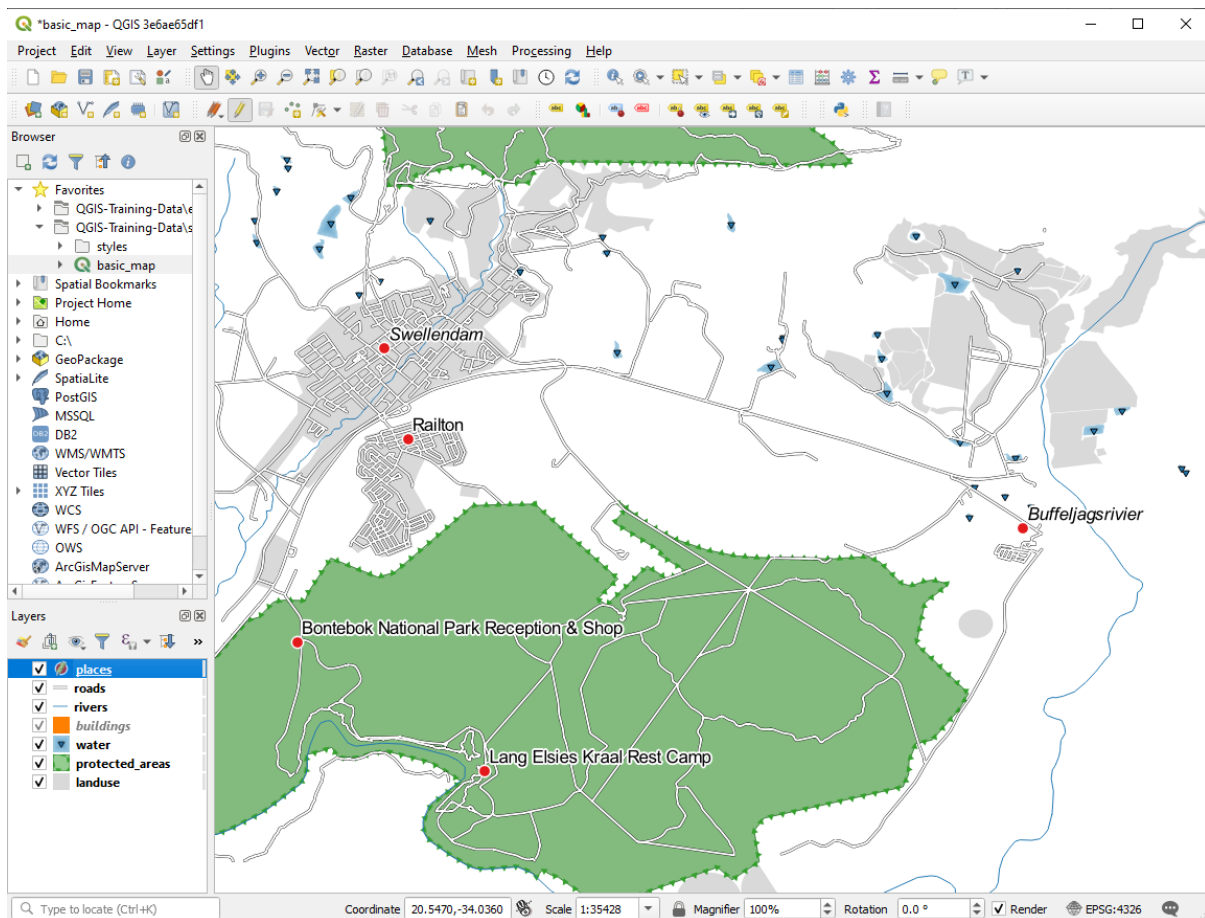 *basic_map - QGIS 3e6ae65df1
Project Edit View Layer Settings Plugins Vector Raster Database Mesh Processing Help
Browser
Favorites
QGIS-Training-Data\e
QGIS-Training-Data\s
styles
basic_map
Spatial Bookmarks
Project Home
Home
C:\
GeoPackage
SpatiaLite
PostGIS
MSSQL
DB2
WMS/WMTS
Vector Tiles
XYZ Tiles
WCS
WFS / OGC API - Feature
OWS
ArcGisMapServer
Layers
places
roads
rivers
buildings
water
protected_areas
landuse
Swellendam
Railton
Buffeljagsrivier
Bontebok National Park Reception & Shop
Lang Elsies Kraal Rest Camp
Type to locate (Ctrl+K) Coordinate 20.5470,-34.0360 Scale 1:35428 Magnifier 100% Rotation 0.0 ° Render EPSG:4326